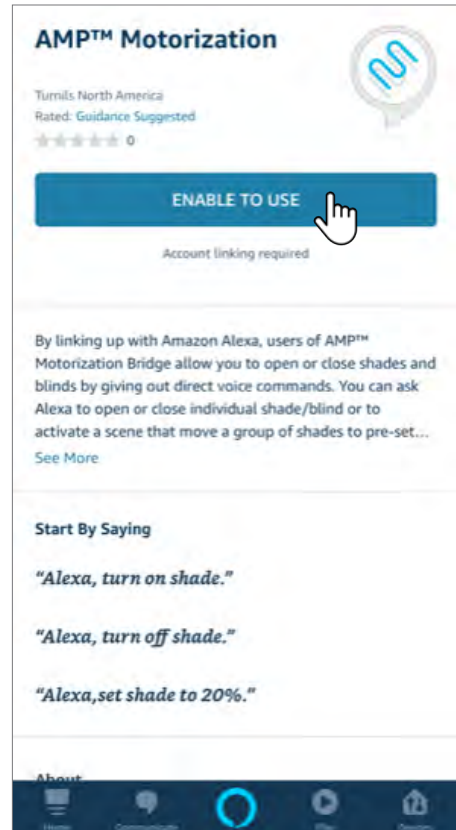 AMP™ Motorization
Turnils North America
Rated: Guidance Suggested
0
ENABLE TO USE
Account linking required
By linking up with Amazon Alexa, users of AMP™
Motorization Bridge allow you to open or close shades and
blinds by giving out direct voice commands. You can ask
Alexa to open or close individual shade/blind or to
activate a scene that move a group of shades to pre-set...
See More
Start By Saying
"Alexa, turn on shade."
"Alexa, turn off shade."
"Alexa,set shade to 20%."
About